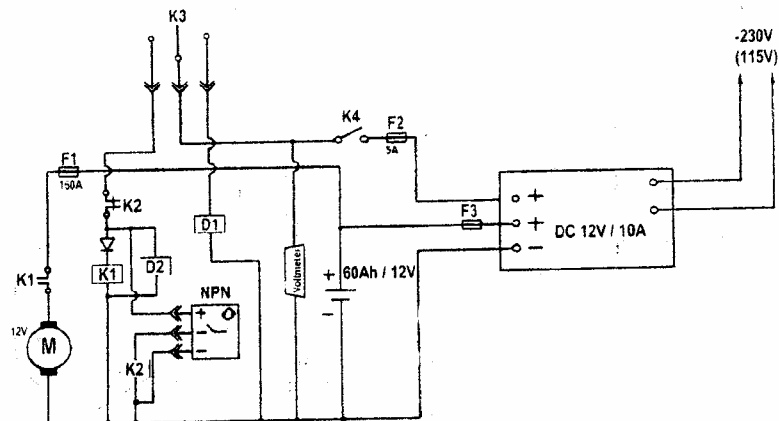 K3
-230V
(115V)
K4
F2
5A
F1
150A
K2
F3
+
+
−
DC 12V / 10A
D1
Voltmeter
+
60Ah / 12V
−
K1
D2
K1
NPN
+
−
−
12V
M
K2